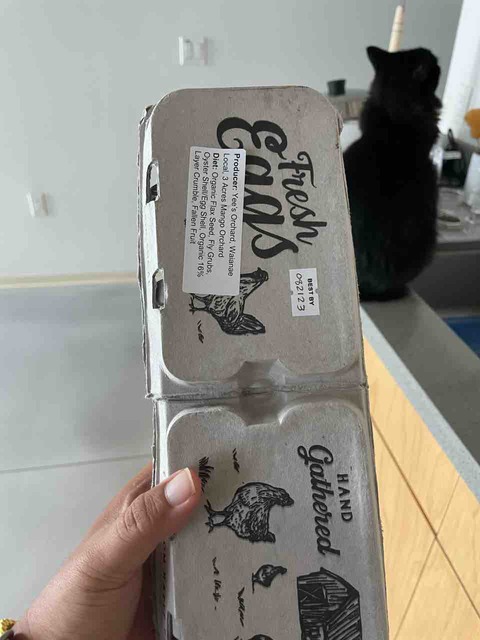 Fresh
Eggs
Producer: Yee's Orchard, Waianae
Local, 3 Acres Mango Orchard
Diet: Organic Flax Seed, Fly Grubs,
Oyster Shell/Egg Shell, Organic 16%
Layer Crumble, Fallen Fruit
BEST BY
082123
HAND
Gathered